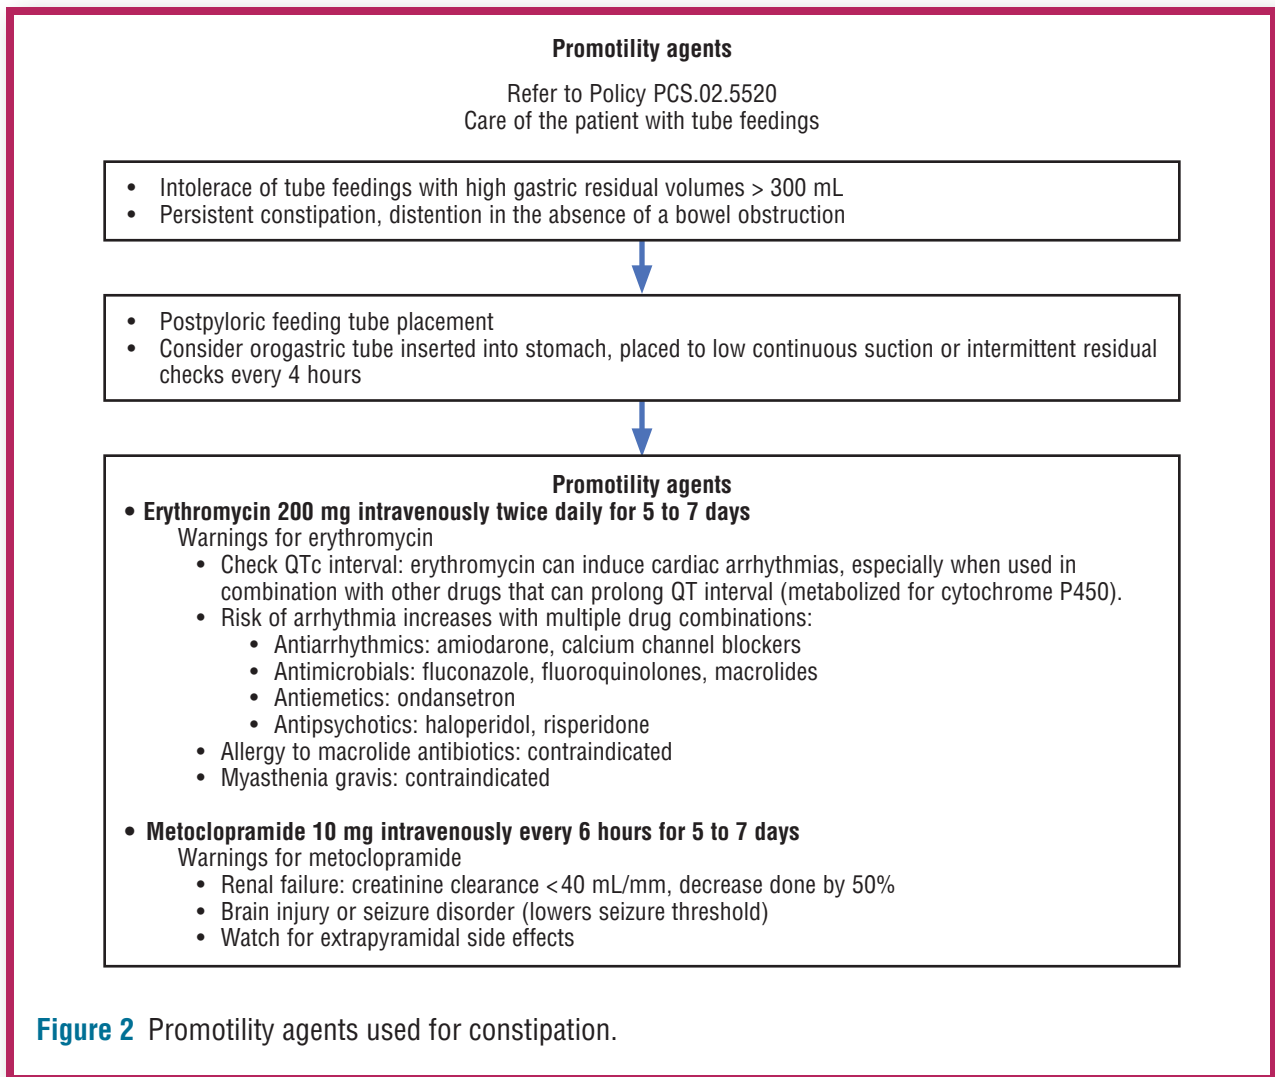 Promotility agents
Refer to Policy PCS.02.5520
Care of the patient with tube feedings
• Intolerace of tube feedings with high gastric residual volumes > 300 mL
• Persistent constipation, distention in the absence of a bowel obstruction
• Postpyloric feeding tube placement
• Consider orogastric tube inserted into stomach, placed to low continuous suction or intermittent residual
checks every 4 hours
Promotility agents
• Erythromycin 200 mg intravenously twice daily for 5 to 7 days
Warnings for erythromycin
• Check QTc interval: erythromycin can induce cardiac arrhythmias, especially when used in
combination with other drugs that can prolong QT interval (metabolized for cytochrome P450).
• Risk of arrhythmia increases with multiple drug combinations:
• Antiarrhythmics: amiodarone, calcium channel blockers
• Antimicrobials: fluconazole, fluoroquinolones, macrolides
• Antiemetics: ondansetron
• Antipsychotics: haloperidol, risperidone
• Allergy to macrolide antibiotics: contraindicated
• Myasthenia gravis: contraindicated
• Metoclopramide 10 mg intravenously every 6 hours for 5 to 7 days
Warnings for metoclopramide
• Renal failure: creatinine clearance <40 mL/mm, decrease done by 50%
• Brain injury or seizure disorder (lowers seizure threshold)
• Watch for extrapyramidal side effects
Figure 2 Promotility agents used for constipation.